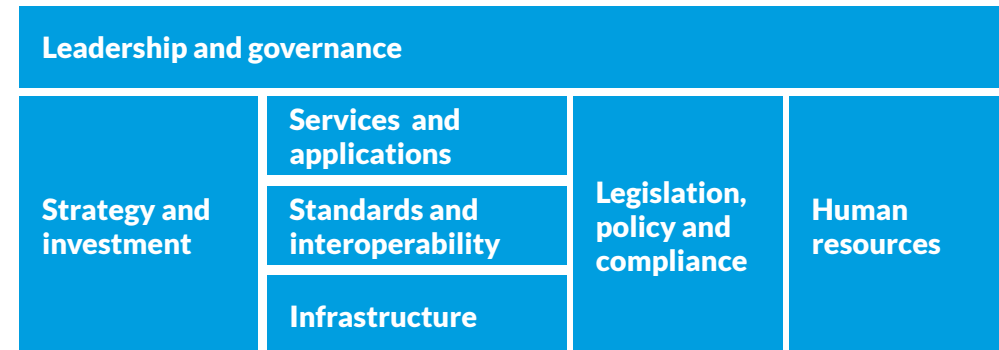 Leadership and governance
Strategy and
investment
Services and
applications
Standards and
interoperability
Infrastructure
Legislation,
policy and
compliance
Human
resources